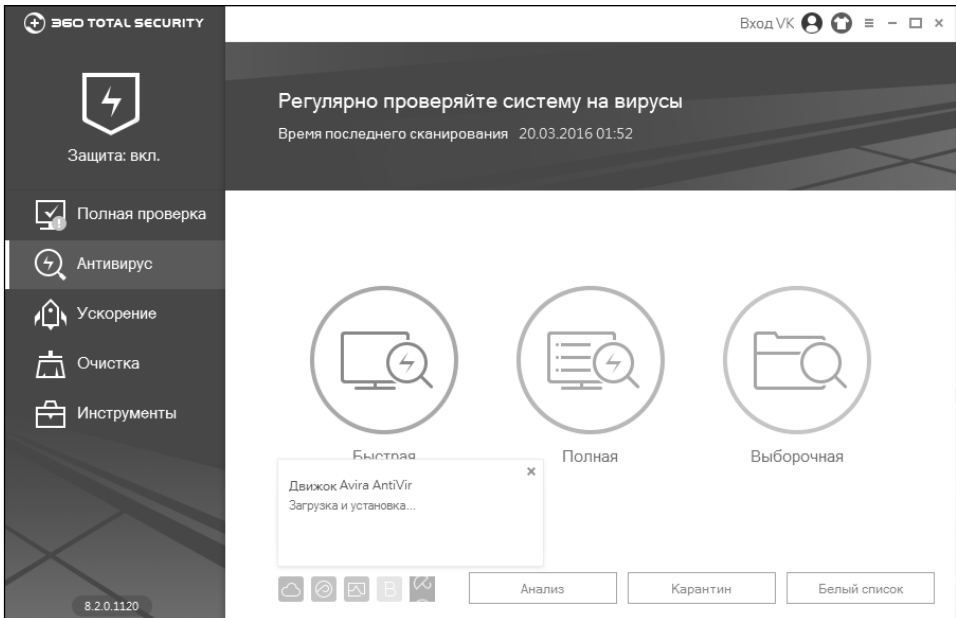 360 TOTAL SECURITY
Вход VK
Защита: вкл.
Регулярно проверяйте систему на вирусы
Время последнего сканирования 20.03.2016 01:52
Полная проверка
Антивирус
Ускорение
Очистка
Инструменты
Быстрая
Полная
Выборочная
Движок Avira AntiVir
Загрузка и установка...
B
Анализ
Карантин
Белый список
8.2.0.1120